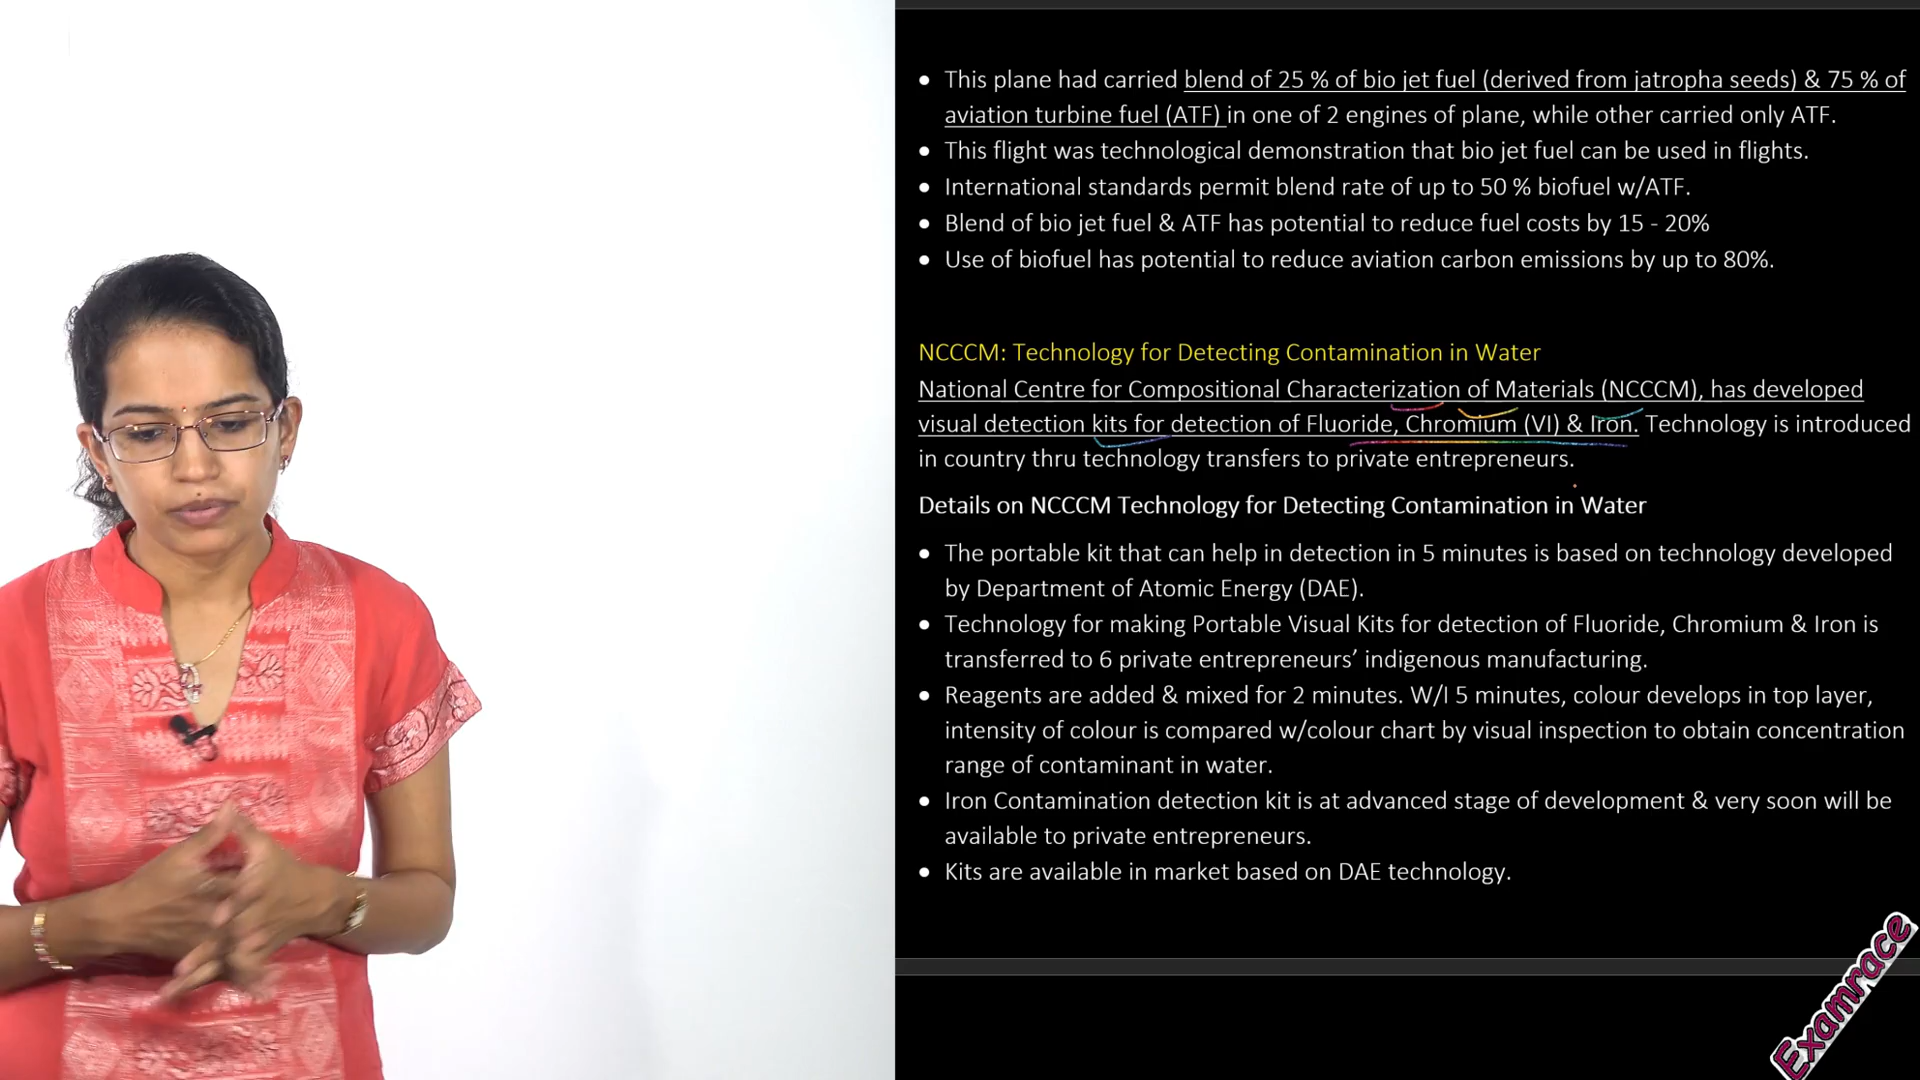 • This plane had carried blend of 25 % of bio jet fuel (derived from jatropha seeds) & 75 % of
aviation turbine fuel (ATF) in one of 2 engines of plane, while other carried only ATF.
• This flight was technological demonstration that bio jet fuel can be used in flights.
• International standards permit blend rate of up to 50 % biofuel w/ATF.
• Blend of bio jet fuel & ATF has potential to reduce fuel costs by 15 - 20%
• Use of biofuel has potential to reduce aviation carbon emissions by up to 80%.
NCCCM: Technology for Detecting Contamination in Water
National Centre for Compositional Characterization of Materials (NCCCM), has developed
visual detection kits for detection of Fluoride, Chromium (VI) & Iron. Technology is introduced
in country thru technology transfers to private entrepreneurs.
Details on NCCCM Technology for Detecting Contamination in Water
• The portable kit that can help in detection in 5 minutes is based on technology developed
by Department of Atomic Energy (DAE).
• Technology for making Portable Visual Kits for detection of Fluoride, Chromium & Iron is
transferred to 6 private entrepreneurs’ indigenous manufacturing.
• Reagents are added & mixed for 2 minutes. W/I 5 minutes, colour develops in top layer,
intensity of colour is compared w/colour chart by visual inspection to obtain concentration
range of contaminant in water.
• Iron Contamination detection kit is at advanced stage of development & very soon will be
available to private entrepreneurs.
• Kits are available in market based on DAE technology.
Examrace